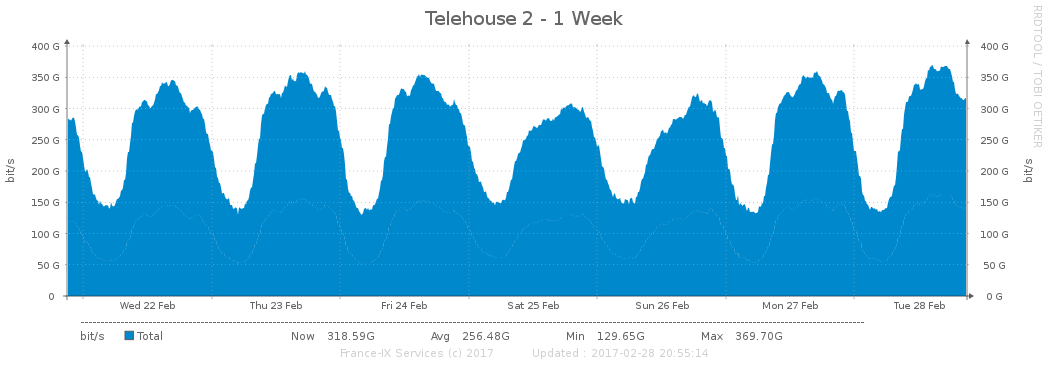 Telehouse 2 - 1 Week
RRDTOOL / TOBI OETIKER
400 G 400 G
350 G 350 G
300 G 300 G
250 G 250 G
200 G 200 G
150 G 150 G
100 G 100 G
50 G 50 G
0 0 G
bit/s bit/s
Wed 22 Feb Thu 23 Feb Fri 24 Feb Sat 25 Feb Sun 26 Feb Mon 27 Feb Tue 28 Feb
bit/s Total Now 318.59G Avg 256.48G Min 129.65G Max 369.70G
France-IX Services (c) 2017 Updated : 2017-02-28 20:55:14